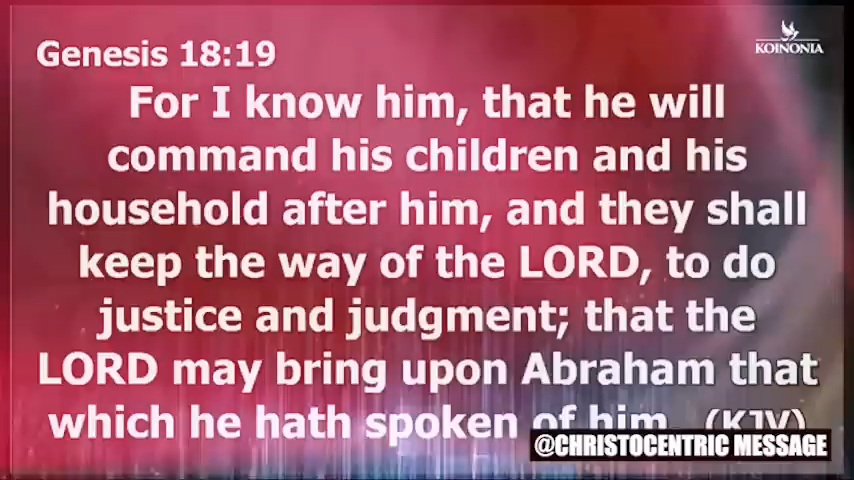 KOINONIA
Genesis 18:19
For I know him, that he will
command his children and his
household after him, and they shall
keep the way of the LORD, to do
justice and judgment; that the
LORD may bring upon Abraham that
which he hath spoken of him. (KJV)
@CHRISTOCENTRIC MESSAGE